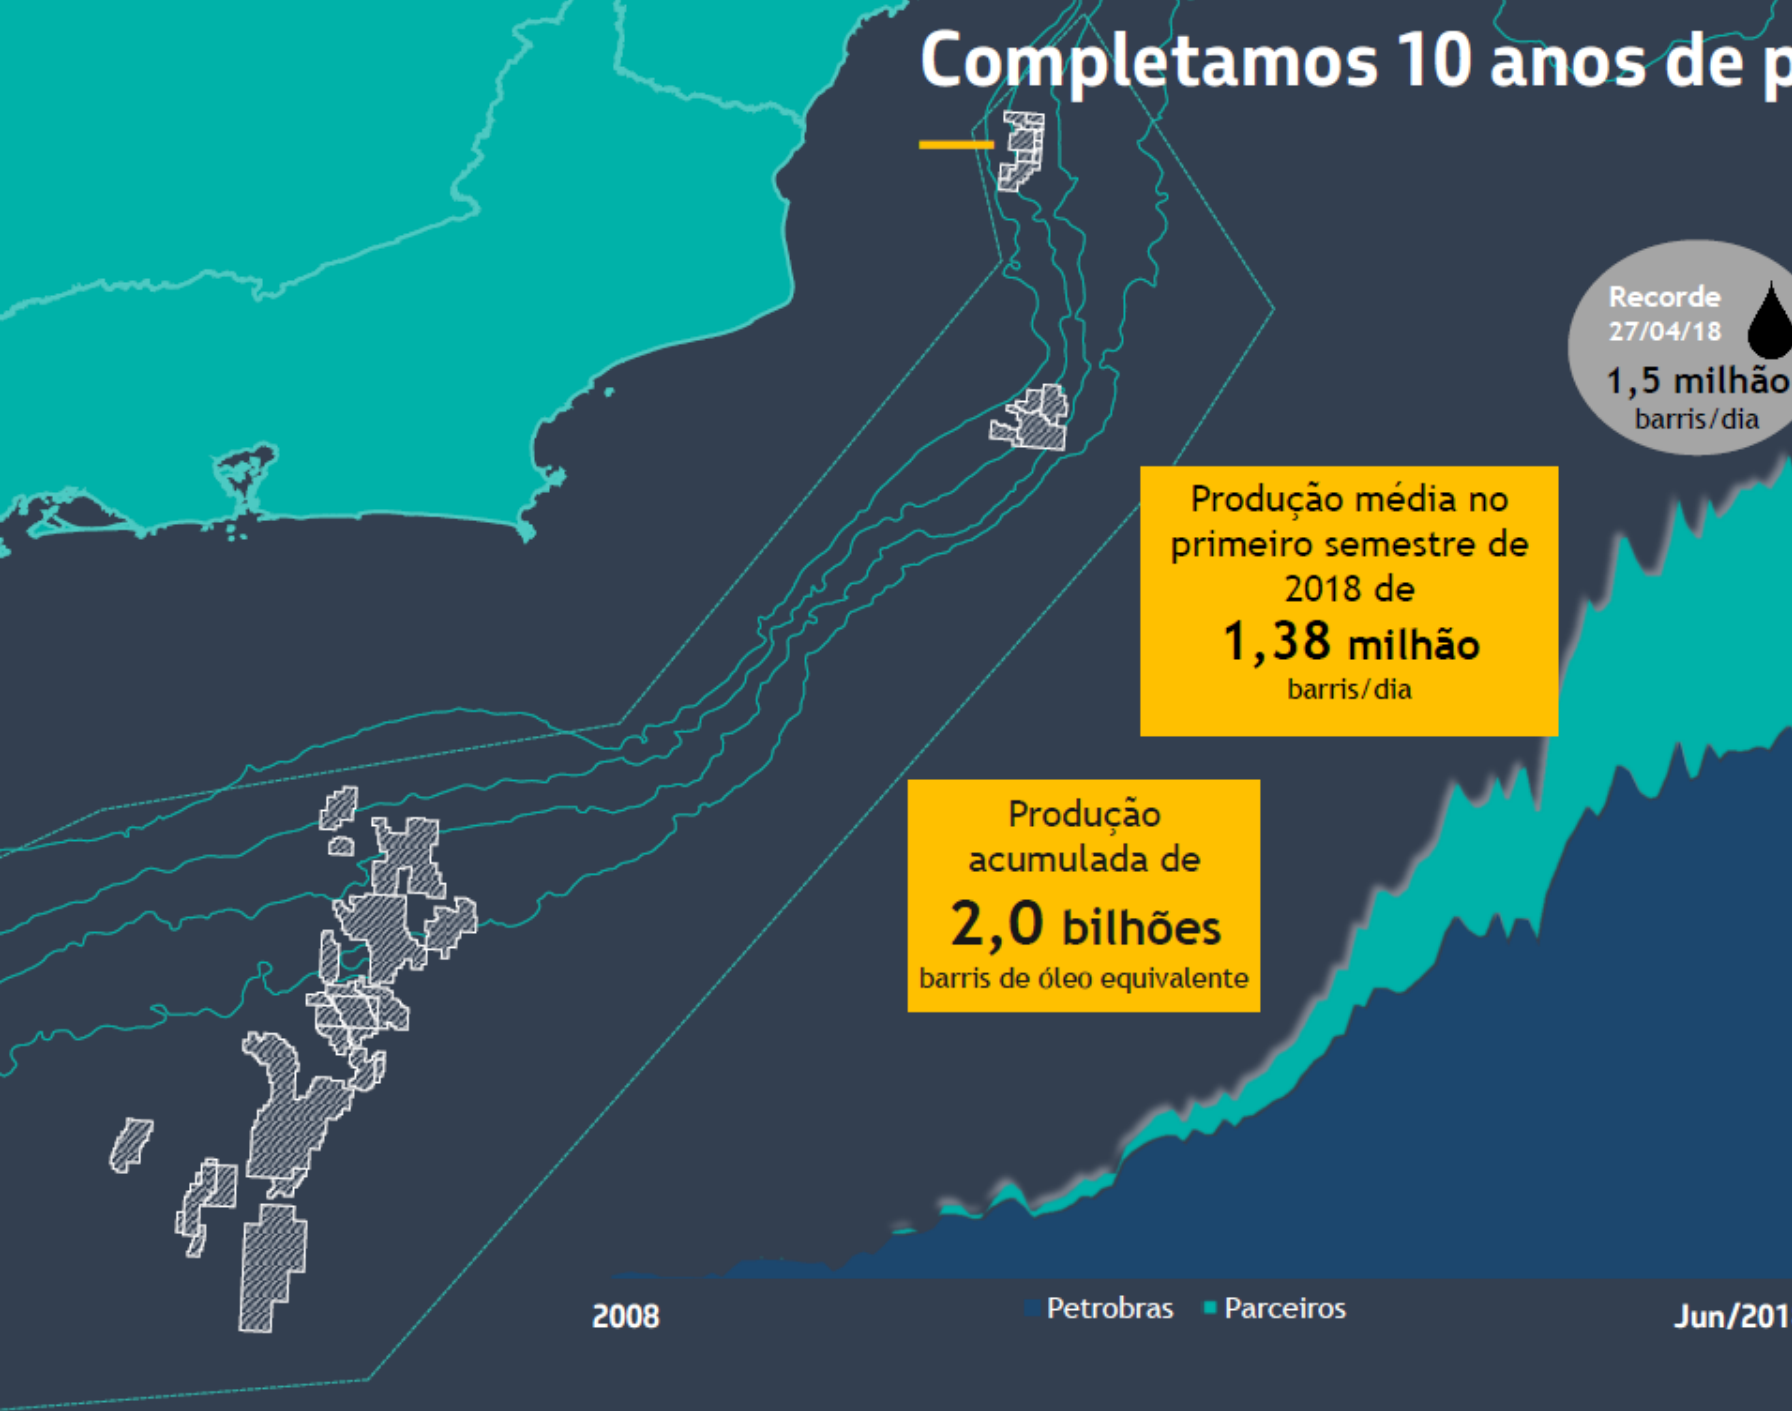 Completamos 10 anos de
Recorde
27/04/18
1,5 milhão
barris/dia
Produção média no
primeiro semestre de
2018 de
1,38 milhão
barris/dia
Produção
acumulada de
2,0 bilhões
barris de óleo equivalente
2008
Petrobras
Parceiros
Jun/201